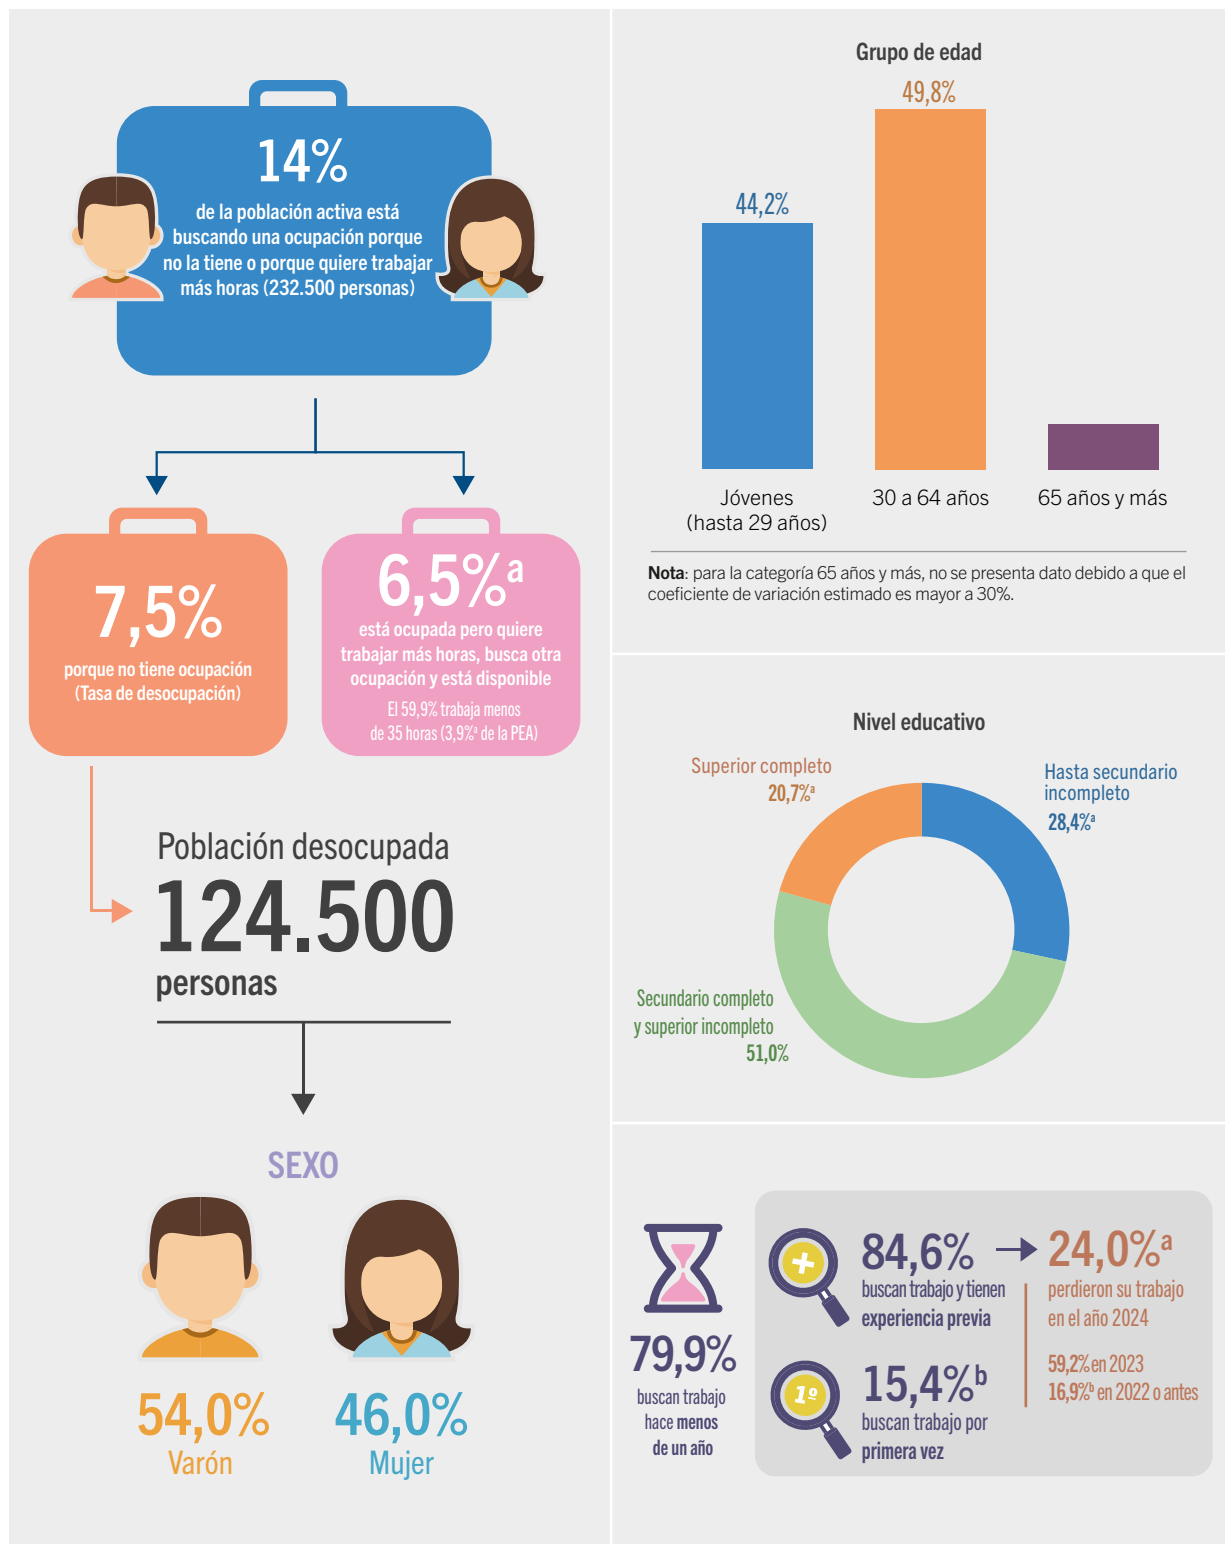 14%
de la población activa está
buscando una ocupación porque
no la tiene o porque quiere trabajar
más horas (232.500 personas)
7,5%
porque no tiene ocupación
(Tasa de desocupación)
6,5%ª
está ocupada pero quiere
trabajar más horas, busca otra
ocupación y está disponible
El 59,9% trabaja menos
de 35 horas (3,9%ª de la PEA)
Población desocupada
124.500
personas
SEXO
54,0%
Varón
46,0%
Mujer
Grupo de edad
49,8%
44,2%
Jóvenes
(hasta 29 años)
30 a 64 años
65 años y más
Nota: para la categoría 65 años y más, no se presenta dato debido a que el
coeficiente de variación estimado es mayor a 30%.
Nivel educativo
Superior completo
20,7%ª
Hasta secundario
incompleto
28,4%ª
Secundario completo
y superior incompleto
51,0%
79,9%
buscan trabajo
hace menos
de un año
84,6%
buscan trabajo y tienen
experiencia previa
1º
15,4%ᵇ
buscan trabajo por
primera vez
24,0%ª
perdieron su trabajo
en el año 2024
59,2% en 2023
16,9%ᵇ en 2022 o antes